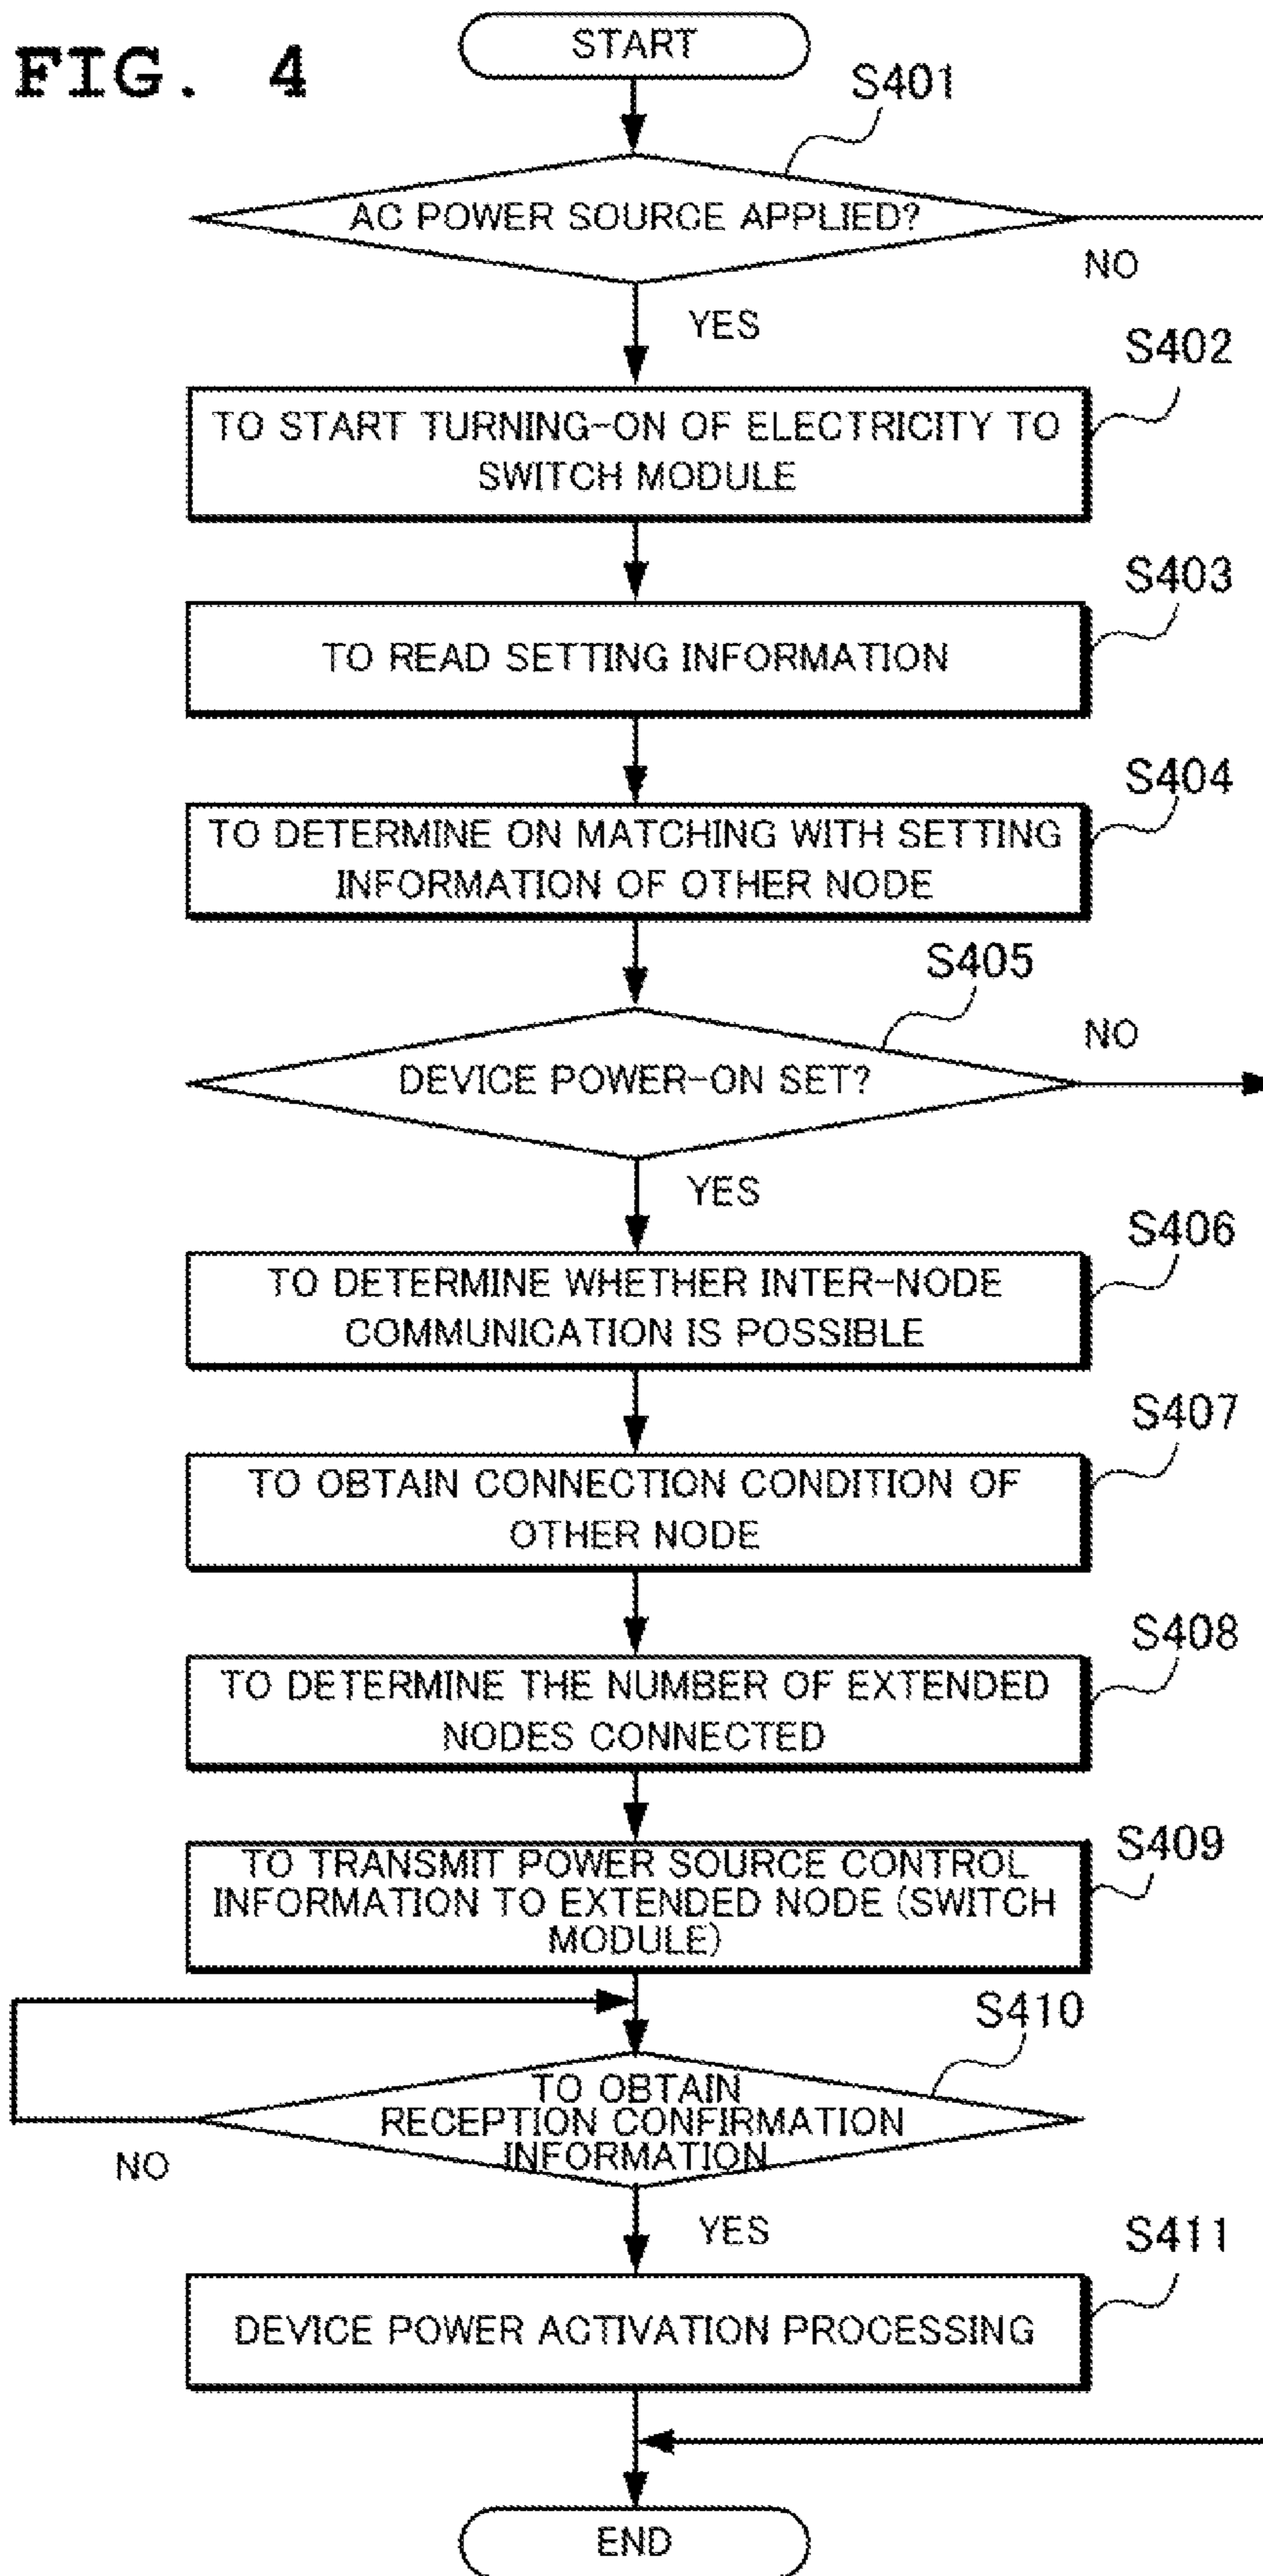 FIG. 4
START
S401
AC POWER SOURCE APPLIED?
NO
YES
S402
TO START TURNING-ON OF ELECTRICITY TO
SWITCH MODULE
S403
TO READ SETTING INFORMATION
S404
TO DETERMINE ON MATCHING WITH SETTING
INFORMATION OF OTHER NODE
S405
NO
DEVICE POWER-ON SET?
YES
S406
TO DETERMINE WHETHER INTER-NODE
COMMUNICATION IS POSSIBLE
S407
TO OBTAIN CONNECTION CONDITION OF
OTHER NODE
S408
TO DETERMINE THE NUMBER OF EXTENDED
NODES CONNECTED
S409
TO TRANSMIT POWER SOURCE CONTROL
INFORMATION TO EXTENDED NODE (SWITCH
MODULE)
S410
TO OBTAIN
RECEPTION CONFIRMATION
INFORMATION
NO
YES
S411
DEVICE POWER ACTIVATION PROCESSING
END